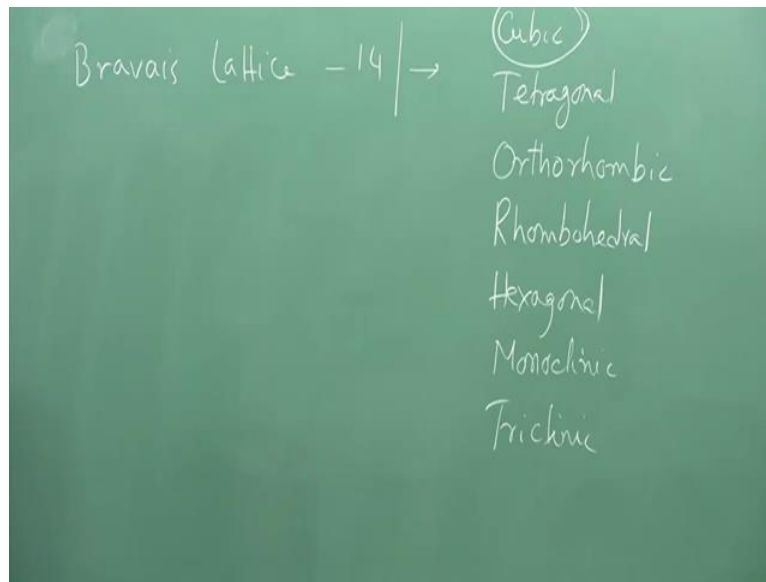 Bravais Lattice - 14 | → Cubic
Tetragonal
Orthorhombic
Rhombohedral
Hexagonal
Monoclinic
Triclinic